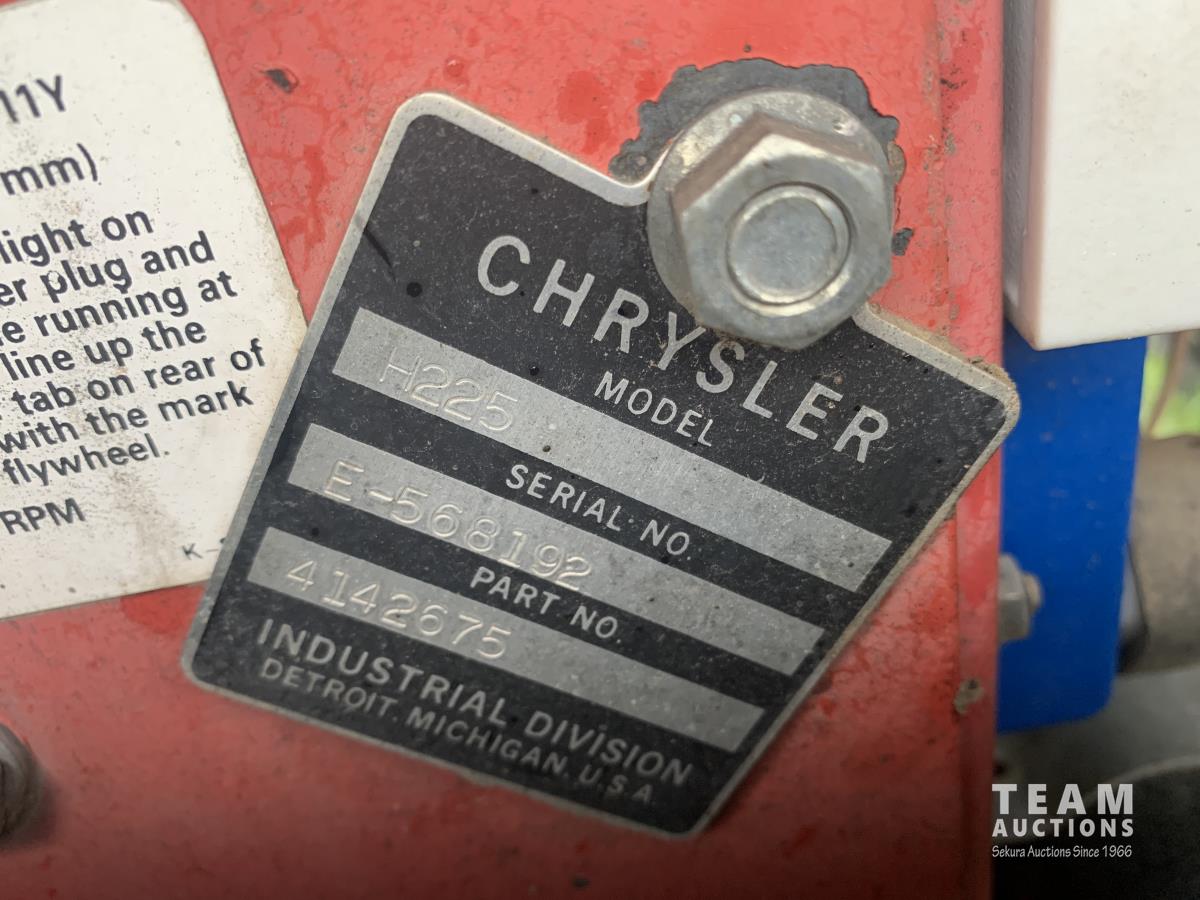 11Y
mm)
light on
er plug and
e running at
line up the
tab on rear of
with the mark
flywheel.
RPM
K-
CHRYSLER
MODEL
H225
SERIAL NO.
E-568192
PART NO.
4142675
INDUSTRIAL DIVISION
DETROIT, MICHIGAN, U.S.A.
TEAM
AUCTIONS
Sekura Auctions Since 1966